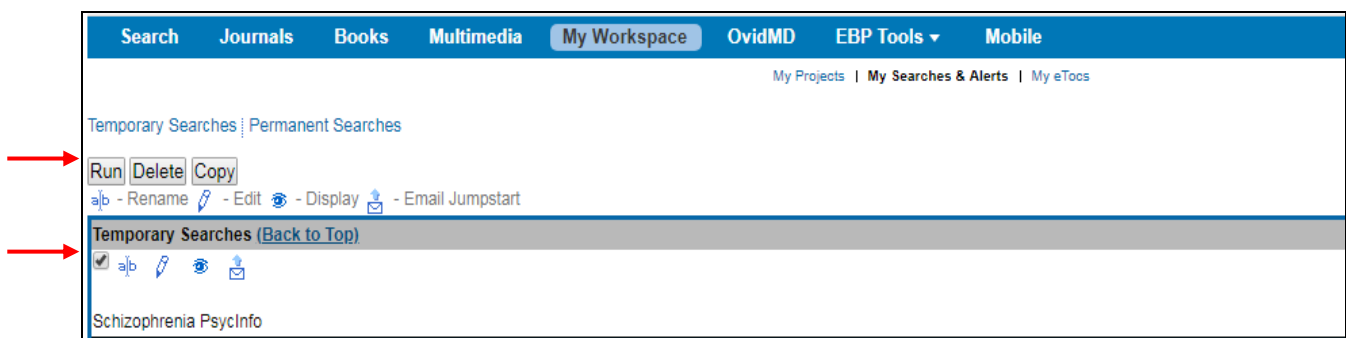 Search Journals Books Multimedia My Workspace OvidMD EBP Tools ▾ Mobile
My Projects | My Searches & Alerts | My eTocs
Temporary Searches | Permanent Searches
Run Delete Copy
a|b - Rename - Edit - Display - Email Jumpstart
Temporary Searches (Back to Top)
a|b
Schizophrenia PsycInfo